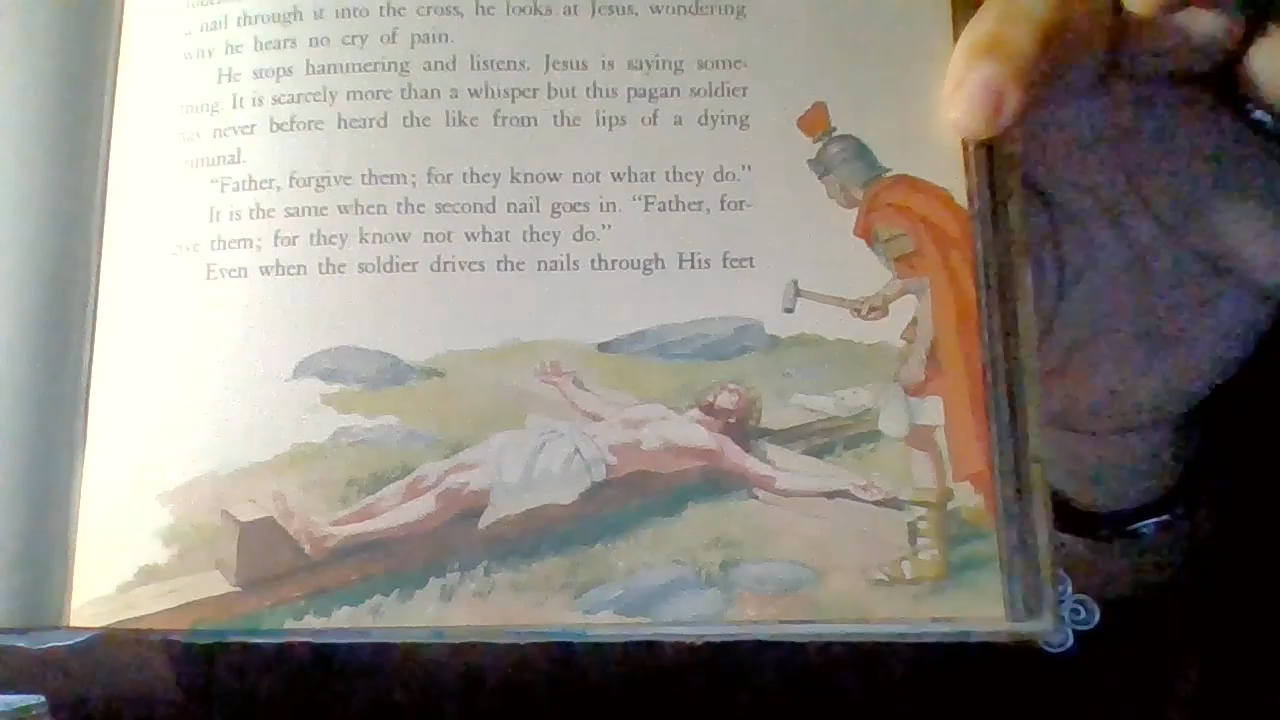 nail through it into the cross, he looks at Jesus, wondering
why he hears no cry of pain.
He stops hammering and listens. Jesus is saying some-
It is scarcely more than a whisper but this pagan soldier
never before heard the like from the lips of a dying
"Father, forgive them; for they know not what they do."
It is the same when the second nail goes in. "Father, for-
them; for they know not what they do."
Even when the soldier drives the nails through His feet